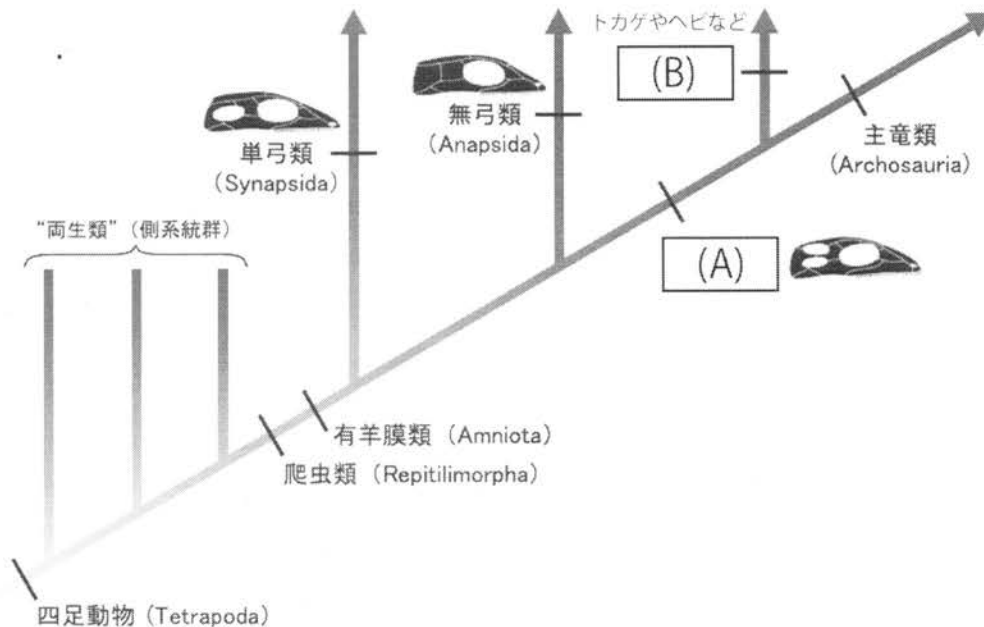 トカゲやヘビなど
(B)
無弓類
(Anapsida)
主竜類
(Archosauria)
単弓類
(Synapsida)
“両生類”（側系統群）
(A)
有羊膜類 (Amniota)
爬虫類 (Repitilimorpha)
四足動物 (Tetrapoda)